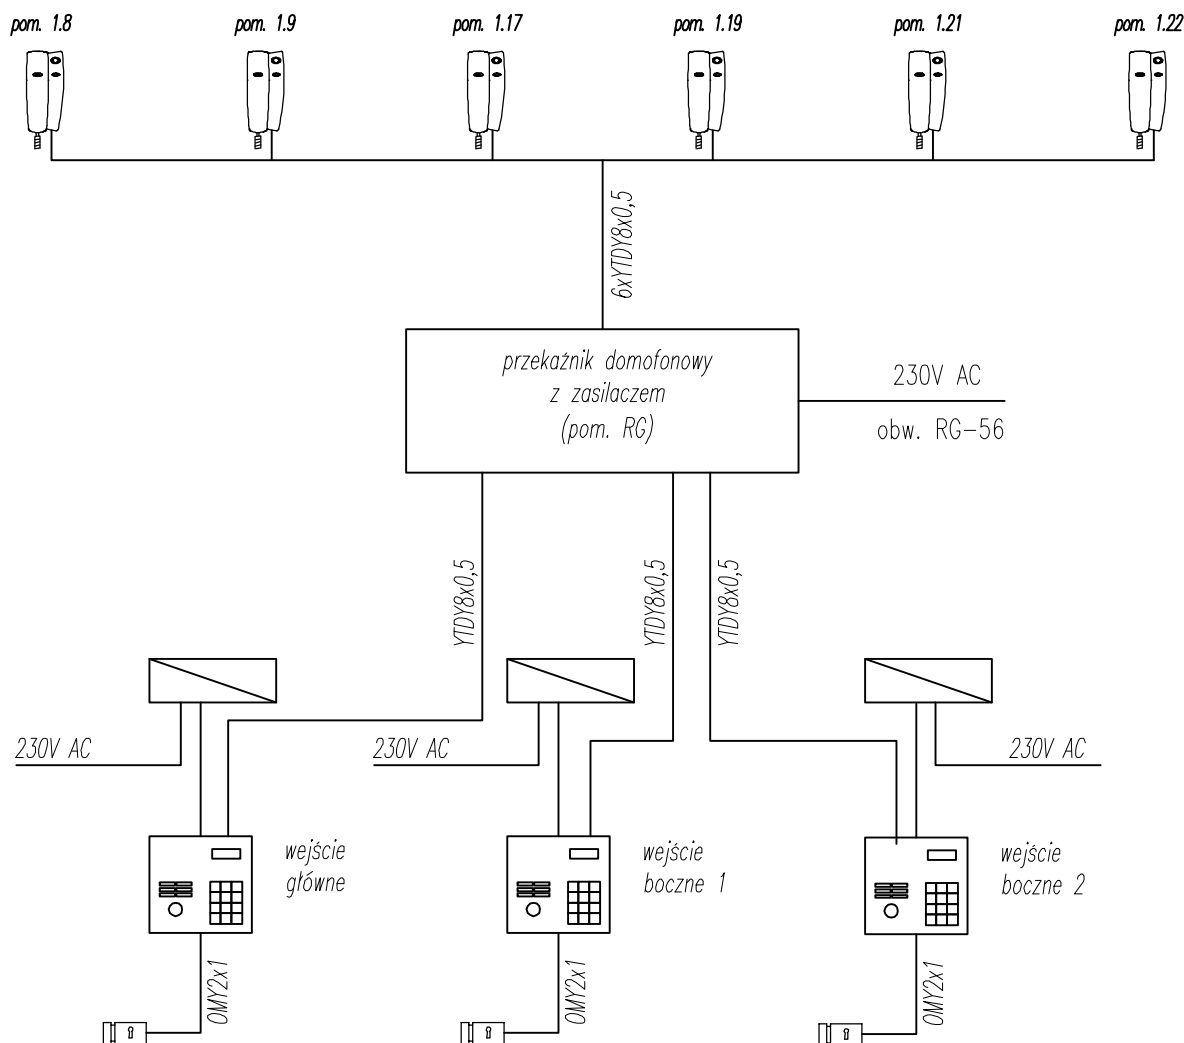 pom. 1.8
pom. 1.9
pom. 1.17
pom. 1.19
pom. 1.21
pom. 1.22
6xYTDY8x0,5
przekaźnik domofonowy
z zasilaczem
(pom. RG)
230V AC
obw. RG-56
YTDY8x0,5
YTDY8x0,5
YTDY8x0,5
230V AC
230V AC
230V AC
wejście
główne
wejście
boczne 1
wejście
boczne 2
OMY2x1
OMY2x1
OMY2x1